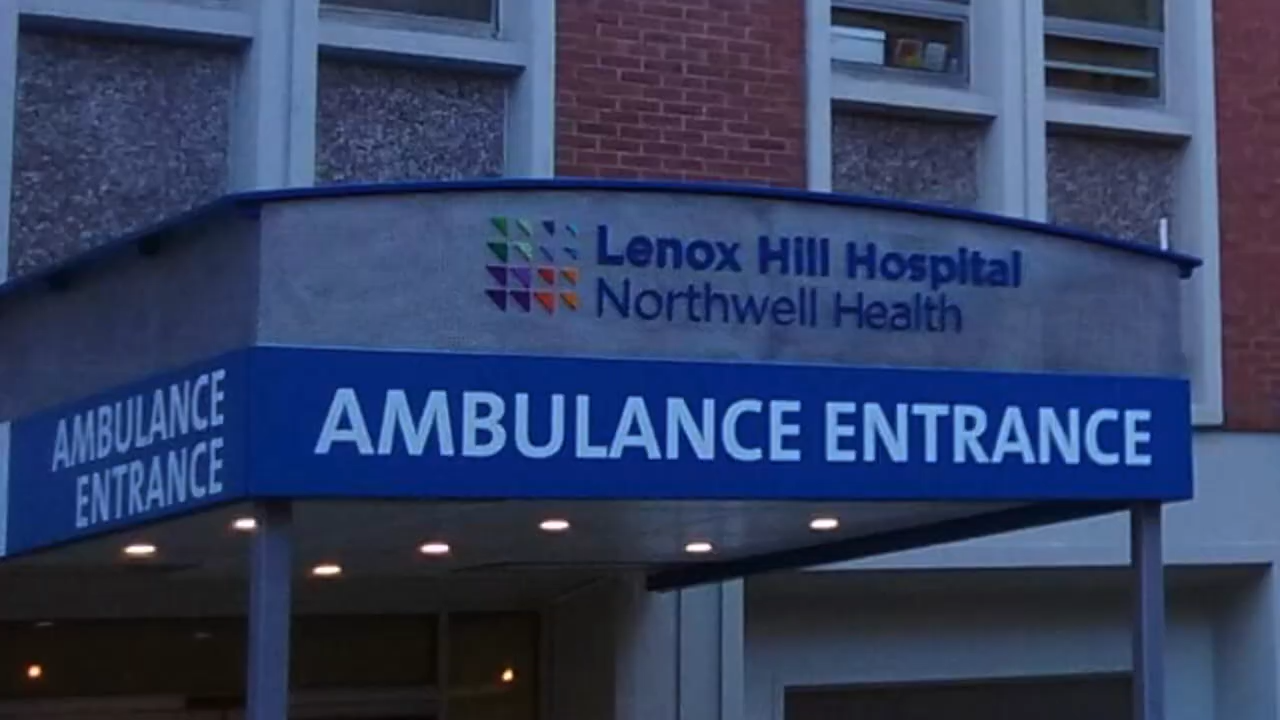 Lenox Hill Hospital
Northwell Health
AMBULANCE
ENTRANCE
AMBULANCE ENTRANCE